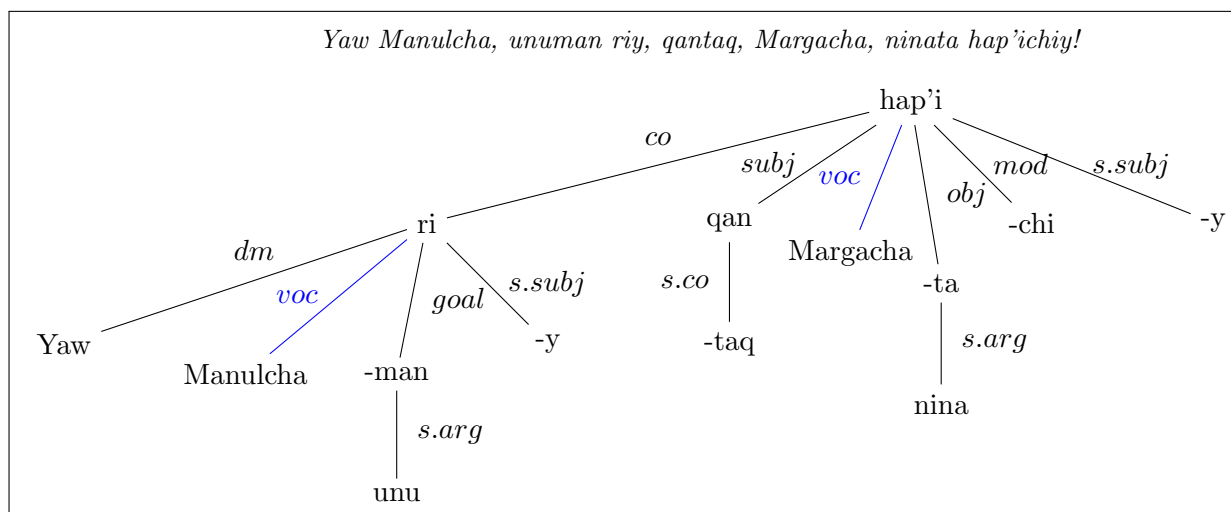 Yaw Manulcha, unuman riy, qantaq, Margacha, ninata hap'ichiy!
hap'i
co
subj
voc
obj
mod
s.subj
ri
qan
Margacha
-ta
-chi
-y
dm
voc
goal
s.subj
s.co
s.arg
Yaw
Manulcha
-man
-y
-taq
nina
s.arg
unu